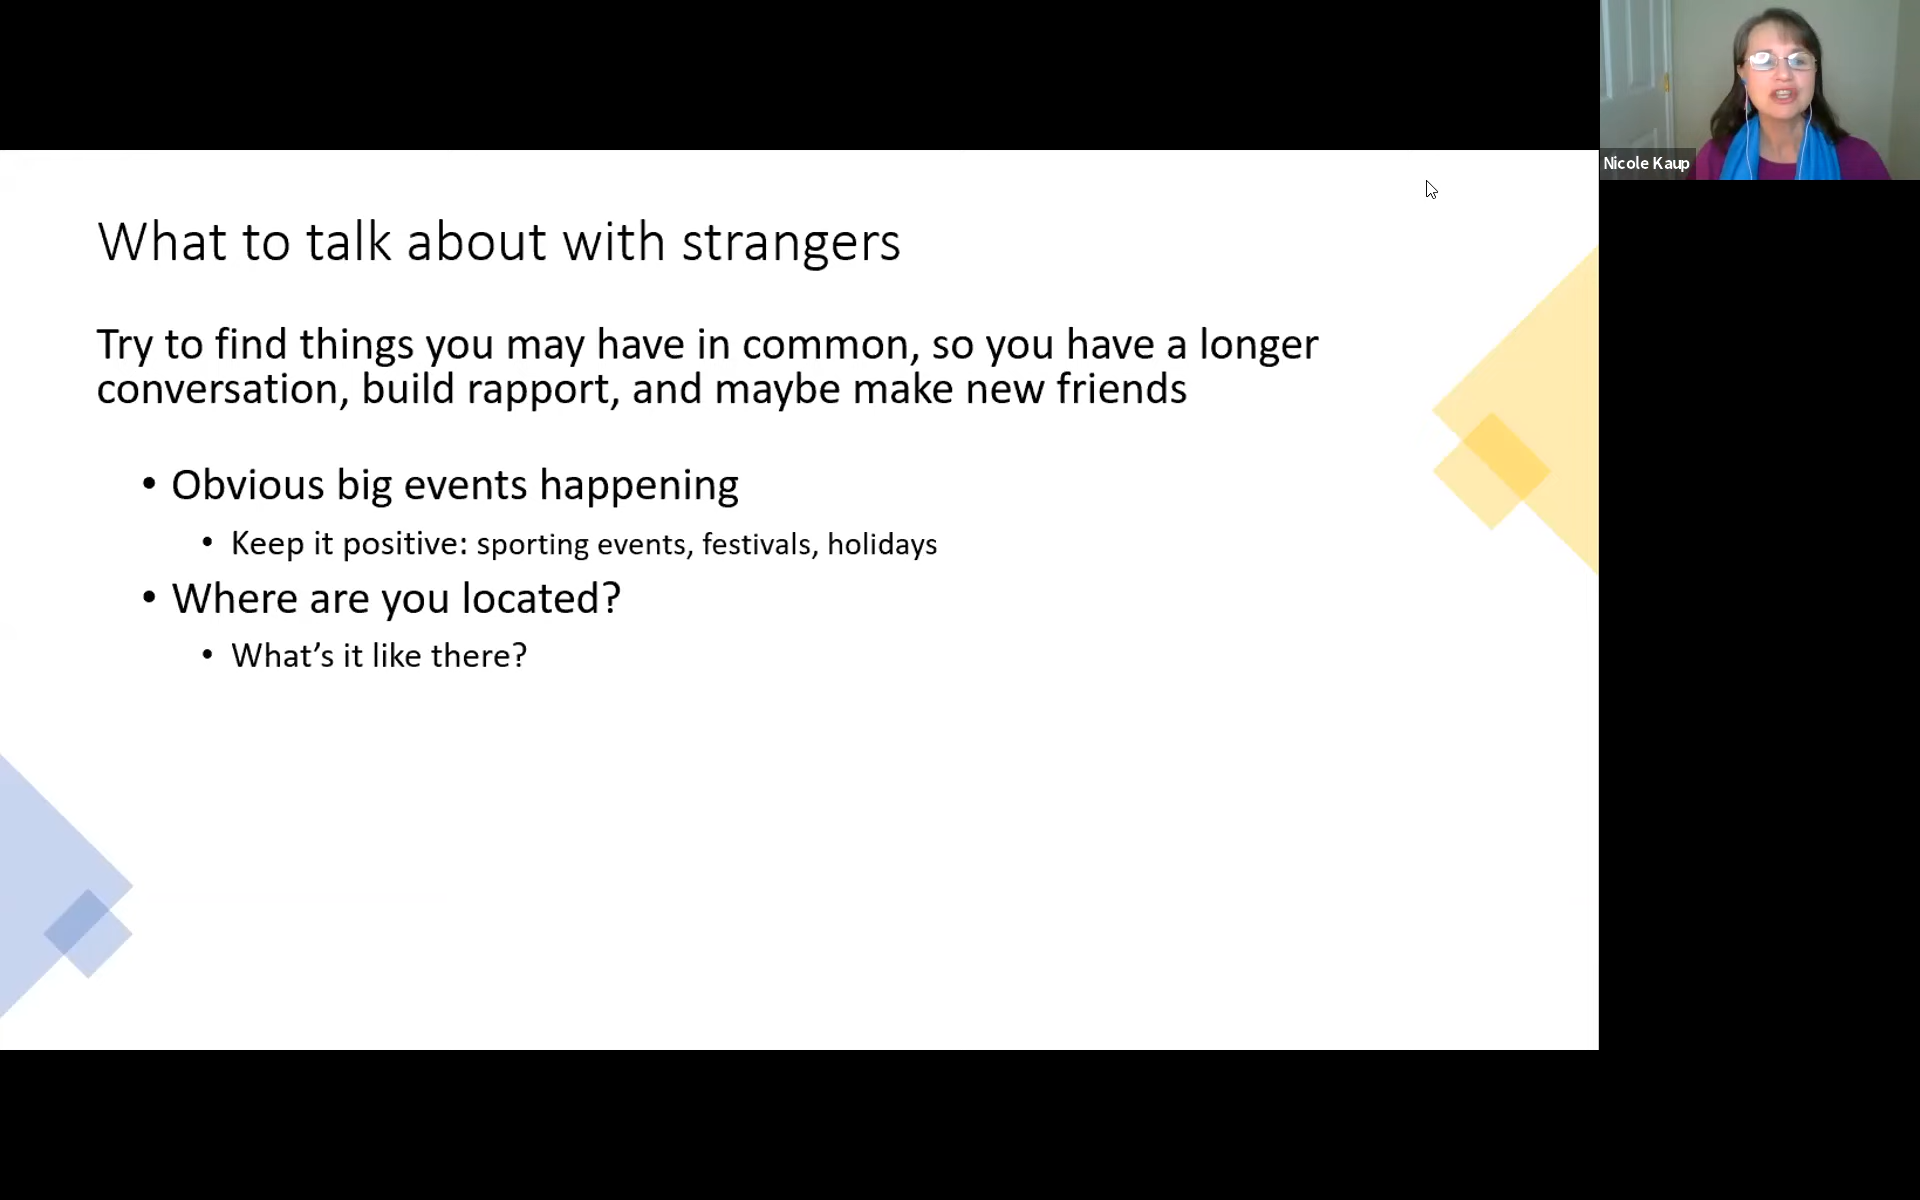 Nicole Kaup
What to talk about with strangers
Try to find things you may have in common, so you have a longer
conversation, build rapport, and maybe make new friends
• Obvious big events happening
• Keep it positive: sporting events, festivals, holidays
• Where are you located?
• What’s it like there?